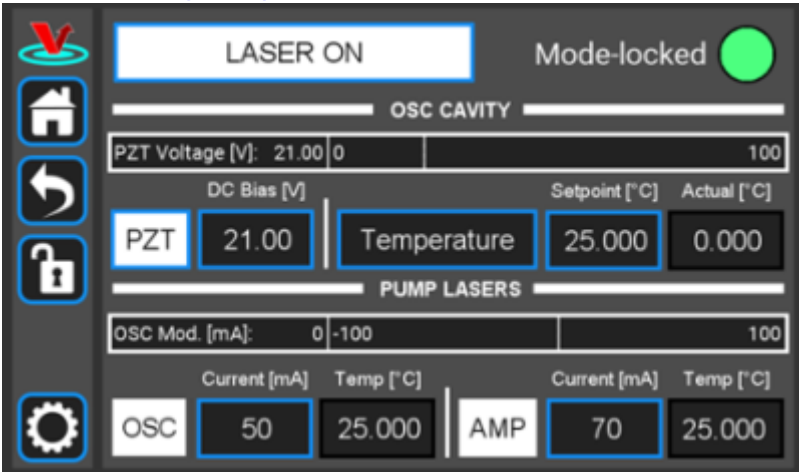 LASER ON Mode-locked
OSC CAVITY
PZT Voltage [V]: 21.00 0 100
DC Bias [V] Setpoint [°C] Actual [°C]
PZT 21.00 Temperature 25.000 0.000
PUMP LASERS
OSC Mod. [mA]: 0 -100 100
Current [mA] Temp [°C] Current [mA] Temp [°C]
OSC 50 25.000 AMP 70 25.000